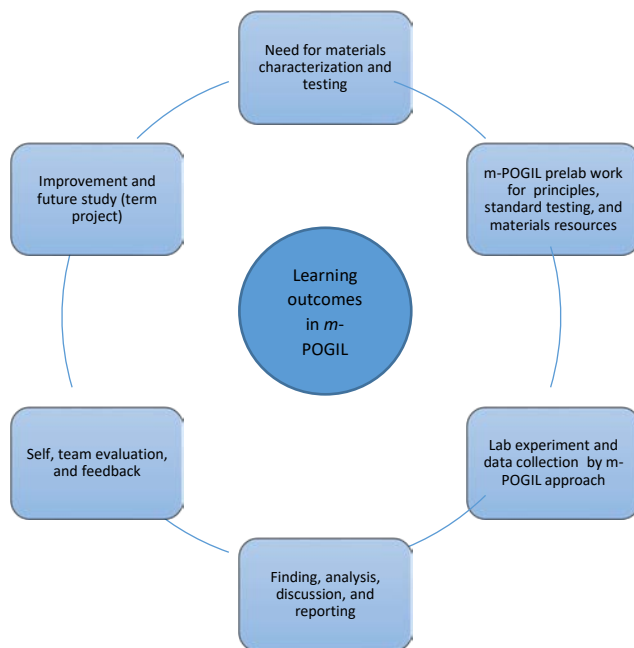 Need for materials
characterization and
testing
m-POGIL prelab work
for principles,
standard testing, and
materials resources
Lab experiment and
data collection by m-
POGIL approach
Finding, analysis,
discussion, and
reporting
Self, team evaluation,
and feedback
Improvement and
future study (term
project)
Learning
outcomes
in m-
POGIL